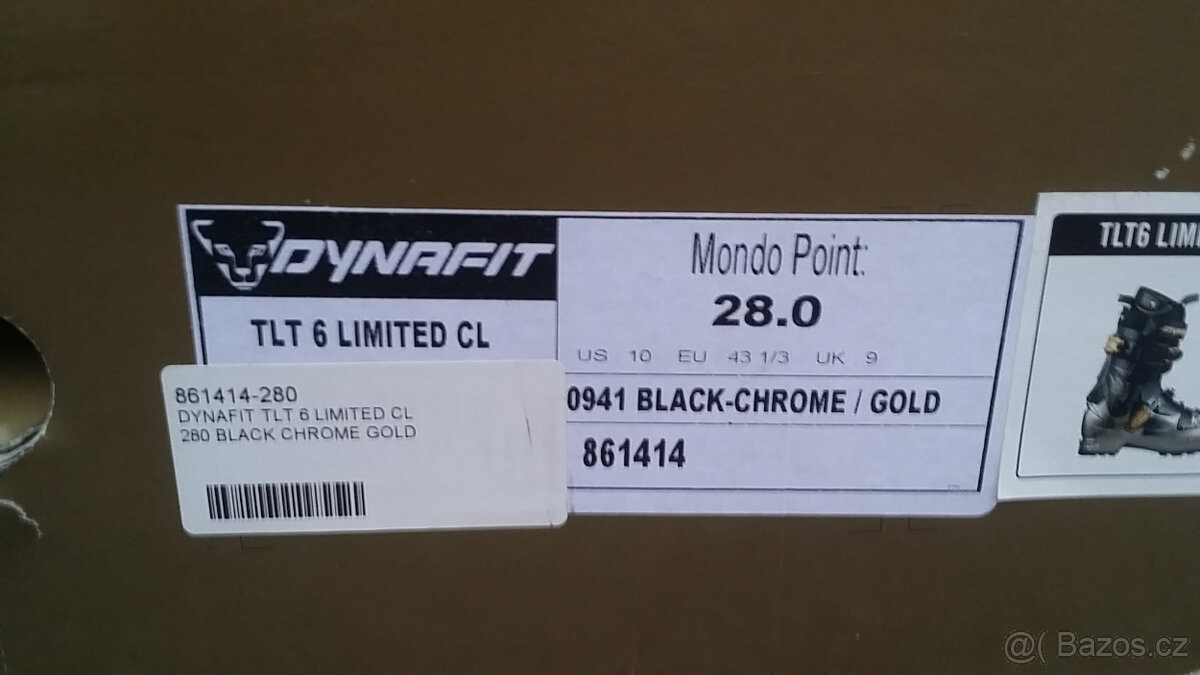 DYNAFIT
TLT 6 LIMITED CL
Mondo Point:
28.0
US : 10 EU : 43 1/3 UK : 9
0941 BLACK-CHROME / GOLD
861414
861414-280
DYNAFIT TLT 6 LIMITED CL
280 BLACK CHROME GOLD
TLT6 LIM
@( Bazos.cz